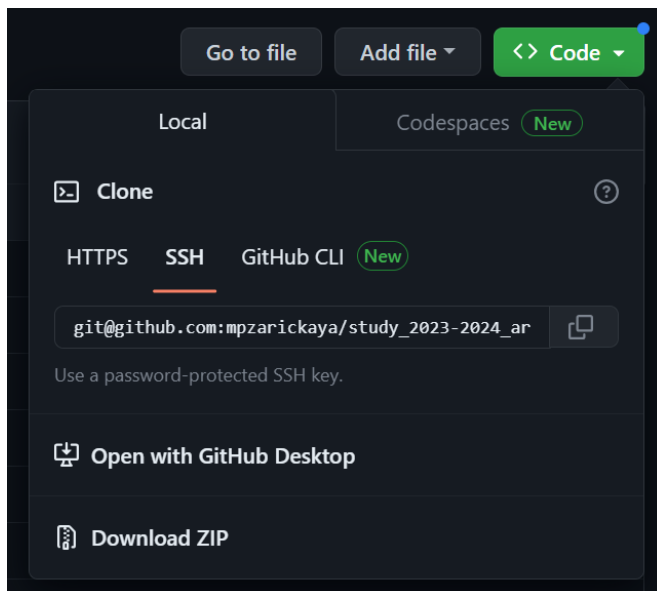 Go to file Add file <> Code
Local Codespaces New
Clone
HTTPS SSH GitHub CLI New
git@github.com:mpzarickaya/study_2023-2024_ar
Use a password-protected SSH key.
Open with GitHub Desktop
Download ZIP